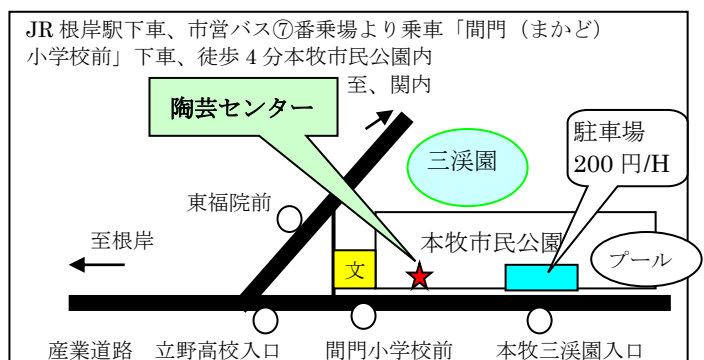 JR 根岸駅下車、市営バス⑦番乗場より乗車「間門（まかど）
小学校前」下車、徒歩 4 分本牧市民公園内
至、関内
陶芸センター
駐車場
200 円/H
三渓園
東福院前
至根岸
本牧市民公園
プール
文
産業道路 立野高校入口 間門小学校前 本牧三渓園入口